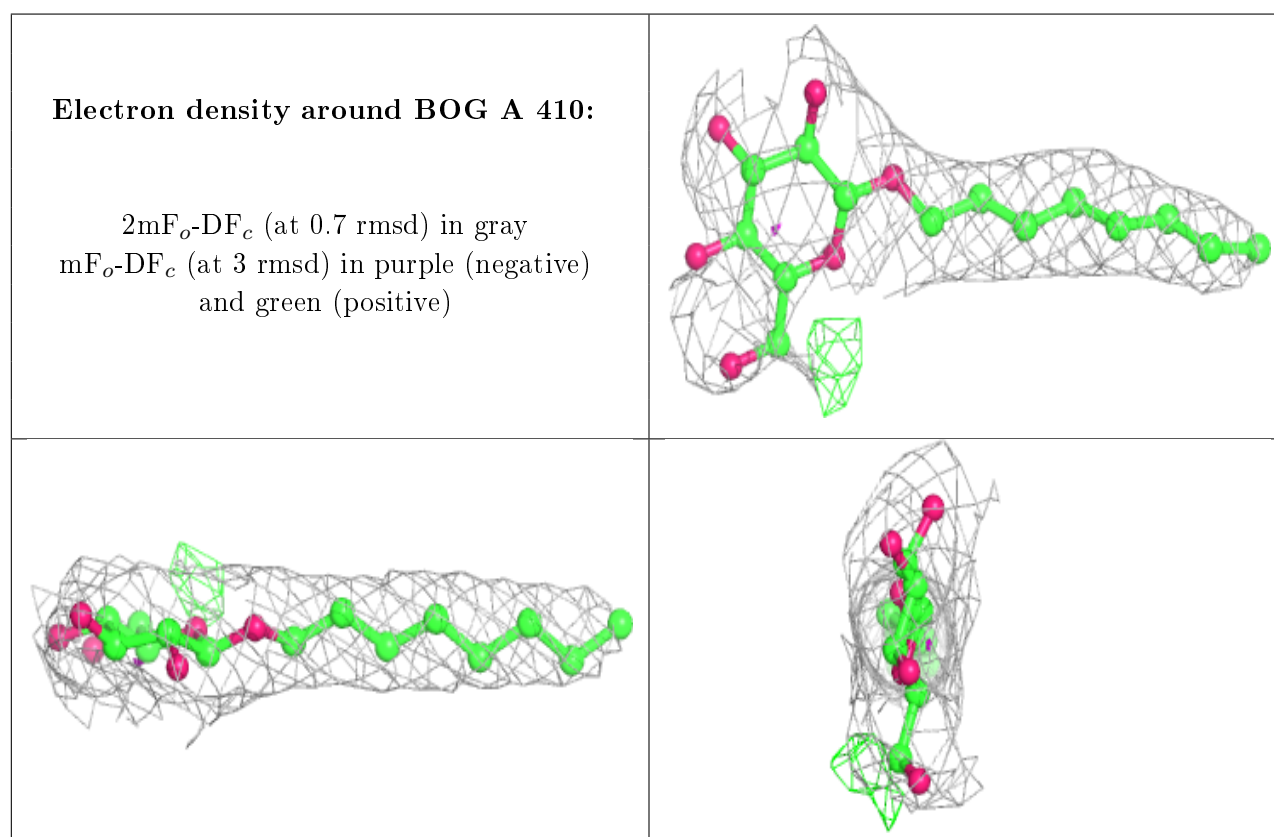 Electron density around BOG A 410:
2mFₒ-DF𝒸 (at 0.7 rmsd) in gray
mFₒ-DF𝒸 (at 3 rmsd) in purple (negative)
and green (positive)